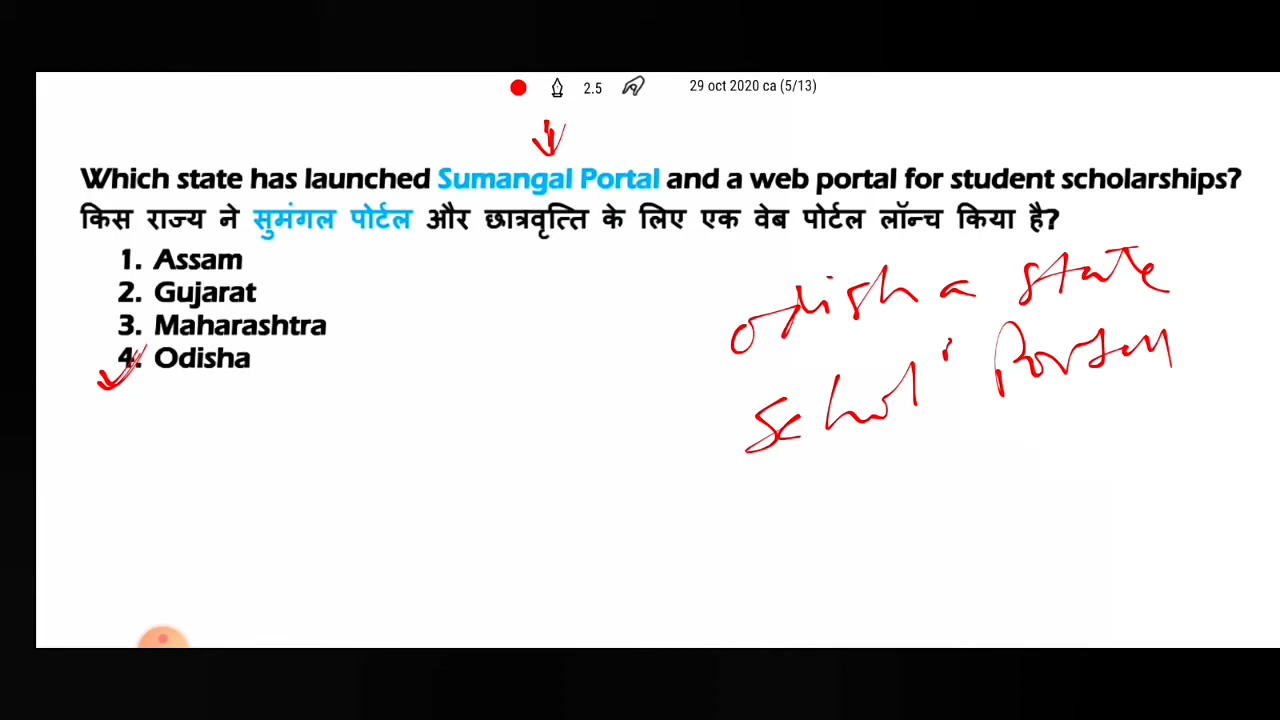 2.5 29 oct 2020 ca (5/13)
Which state has launched Sumangal Portal and a web portal for student scholarships?
किस राज्य ने सुमंगल पोर्टल और छात्रवृत्ति के लिए एक वेब पोर्टल लॉन्च किया है?
1. Assam
2. Gujarat
3. Maharashtra
4. Odisha
odisha state
schol'